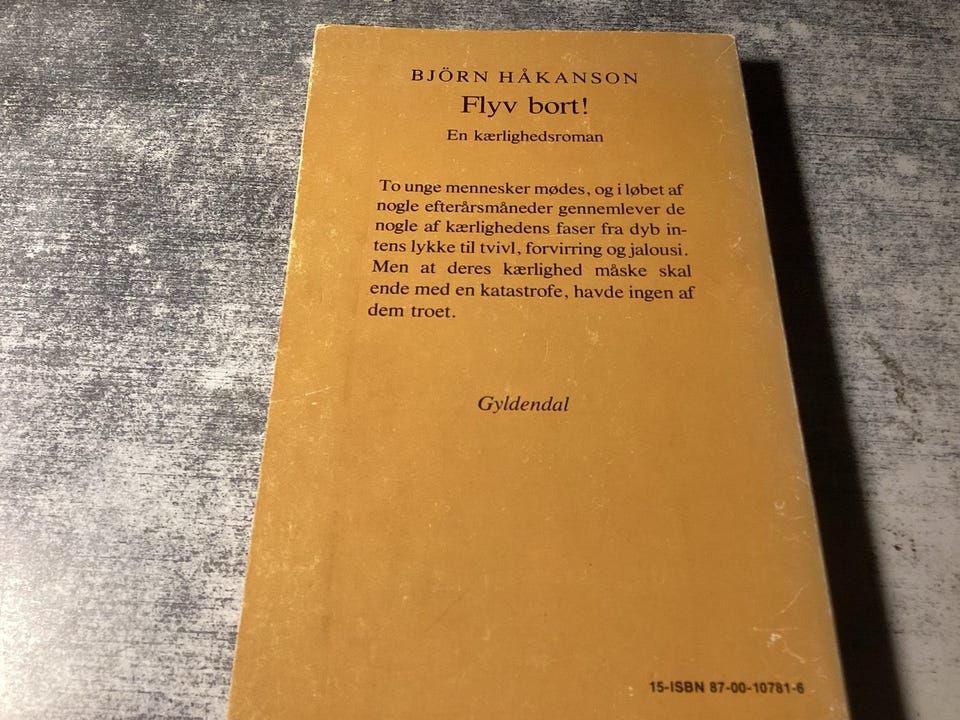 BJÖRN HÅKANSON
Flyv bort!
En kærlighedsroman
To unge mennesker mødes, og i løbet af
nogle efterårsmåneder gennemlever de
nogle af kærlighedens faser fra dyb in-
tens lykke til tvivl, forvirring og jalousi.
Men at deres kærlighed måske skal
ende med en katastrofe, havde ingen af
dem troet.
Gyldendal
15-ISBN 87-00-10781-6